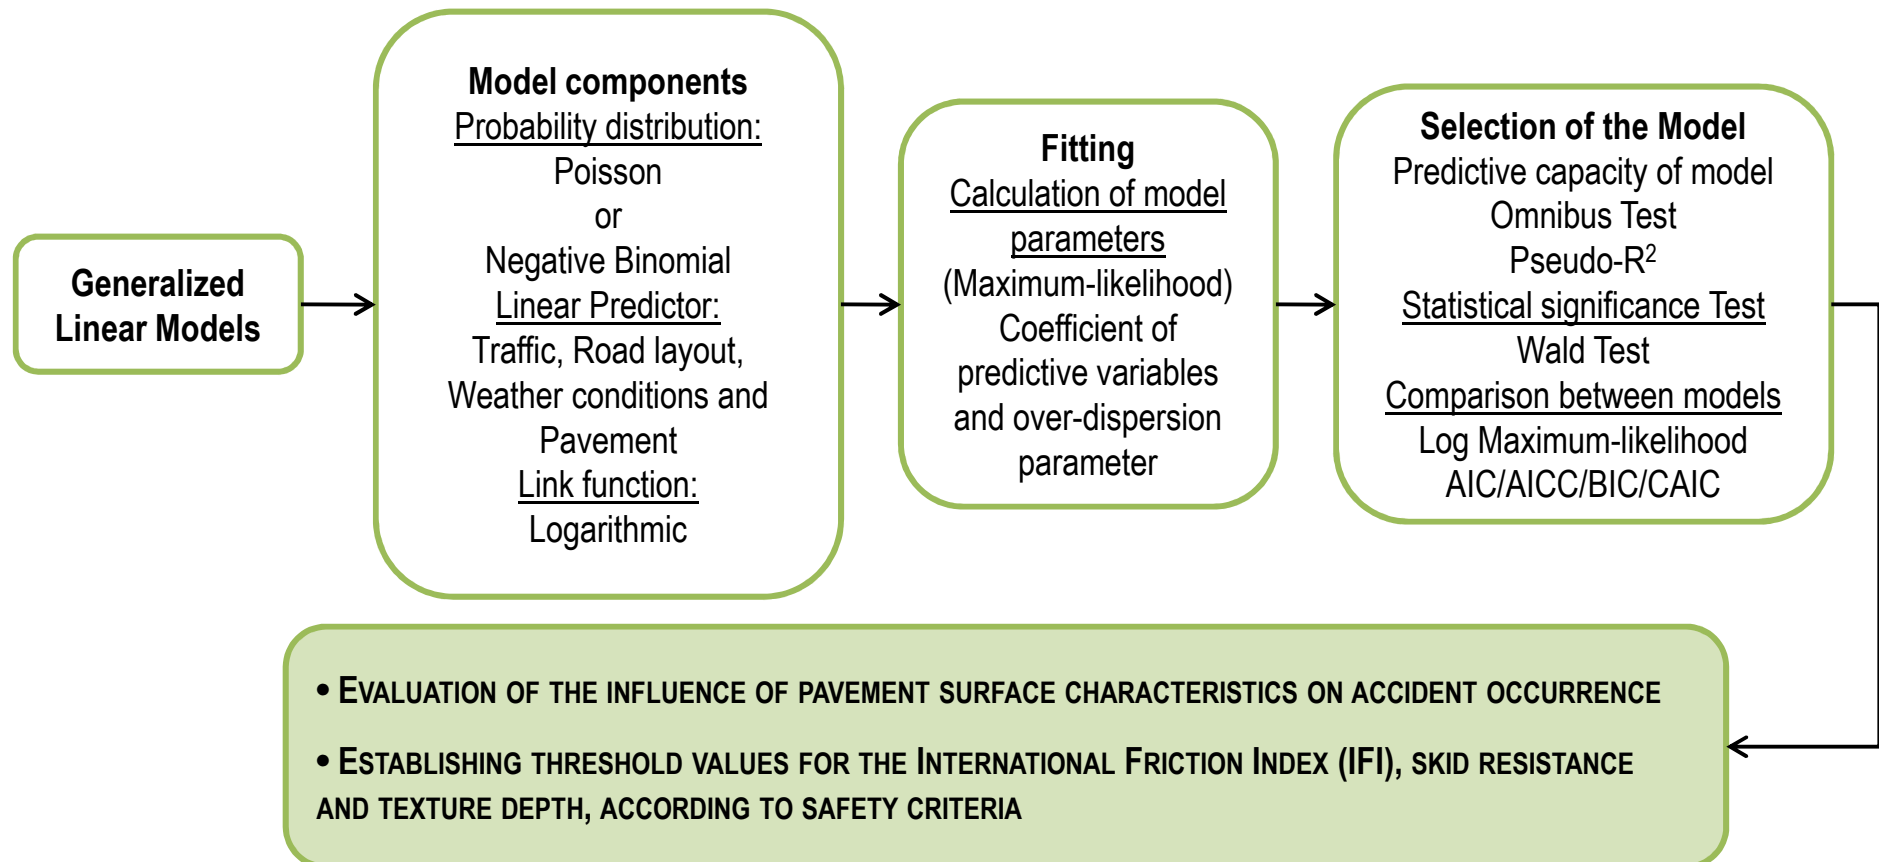 Generalized
Linear Models
Model components
Probability distribution:
Poisson
or
Negative Binomial
Linear Predictor:
Traffic, Road layout,
Weather conditions and
Pavement
Link function:
Logarithmic
Fitting
Calculation of model
parameters
(Maximum-likelihood)
Coefficient of
predictive variables
and over-dispersion
parameter
Selection of the Model
Predictive capacity of model
Omnibus Test
Pseudo-R²
Statistical significance Test
Wald Test
Comparison between models
Log Maximum-likelihood
AIC/AICC/BIC/CAIC
• EVALUATION OF THE INFLUENCE OF PAVEMENT SURFACE CHARACTERISTICS ON ACCIDENT OCCURRENCE
• ESTABLISHING THRESHOLD VALUES FOR THE INTERNATIONAL FRICTION INDEX (IFI), SKID RESISTANCE
AND TEXTURE DEPTH, ACCORDING TO SAFETY CRITERIA